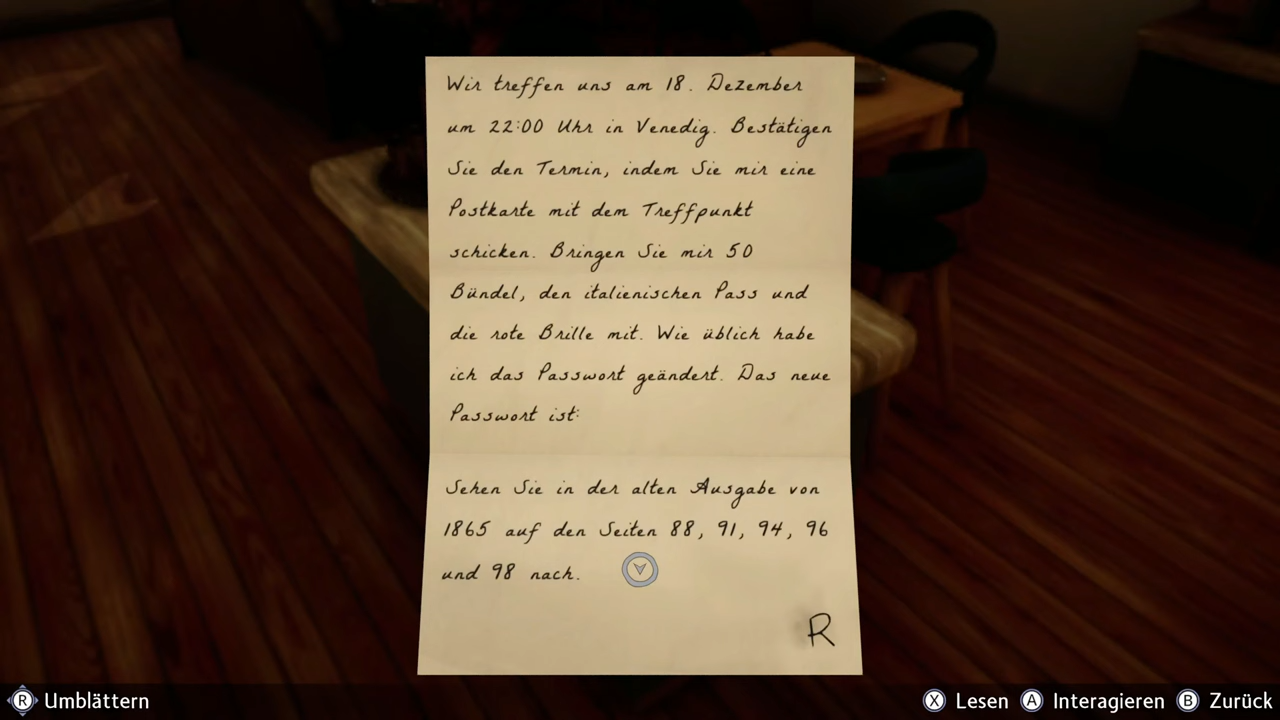 Wir treffen uns am 18. Dezember
um 22:00 Uhr in Venedig. Bestätigen
Sie den Termin, indem Sie mir eine
Postkarte mit dem Treffpunkt
schicken. Bringen Sie mir 50
Bündel, den italienischen Pass und
die rote Brille mit. Wie üblich habe
ich das Passwort geändert. Das neue
Passwort ist:
Sehen Sie in der alten Ausgabe von
1865 auf den Seiten 88, 91, 94, 96
und 98 nach.
R
R Umblättern
X Lesen A Interagieren B Zurück